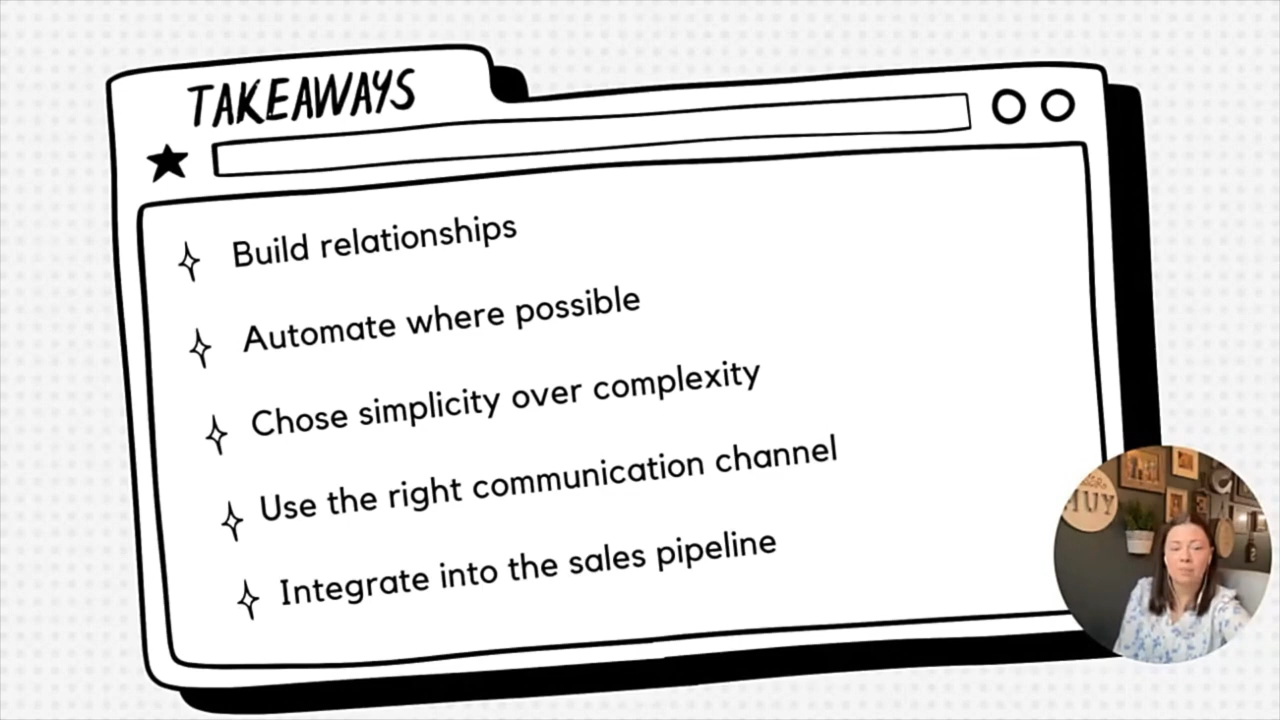 TAKEAWAYS
Build relationships
Automate where possible
Chose simplicity over complexity
Use the right communication channel
Integrate into the sales pipeline
MUY